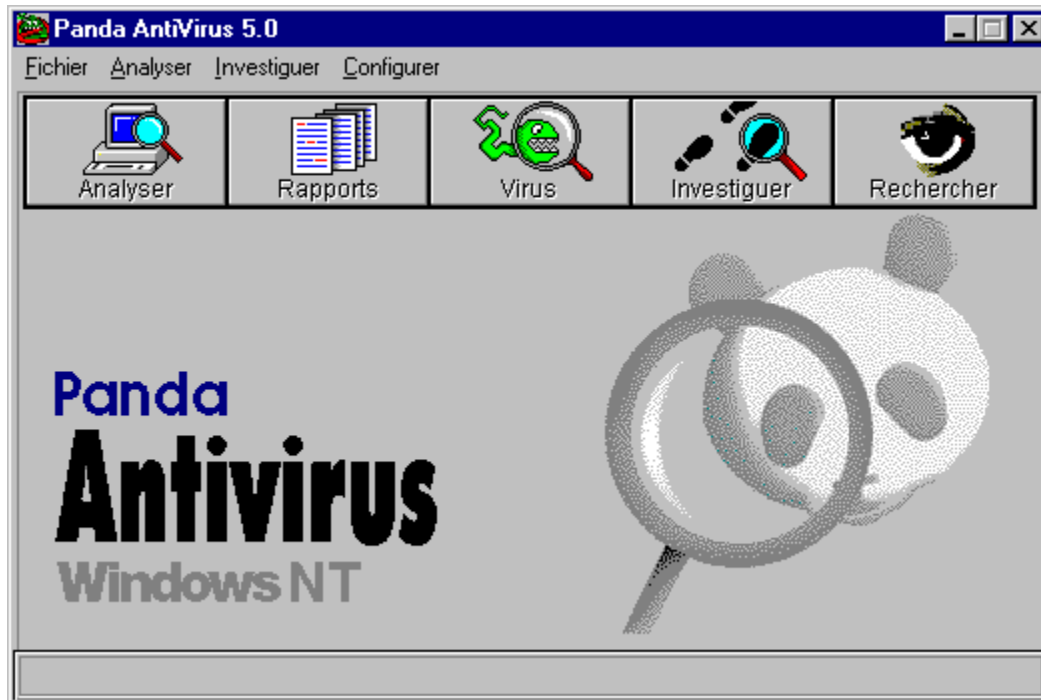 Panda AntiVirus 5.0
Fichier Analyser Investiguer Configurer
Analyser Rapports Virus Investiguer Rechercher
Panda
Antivirus
Windows NT